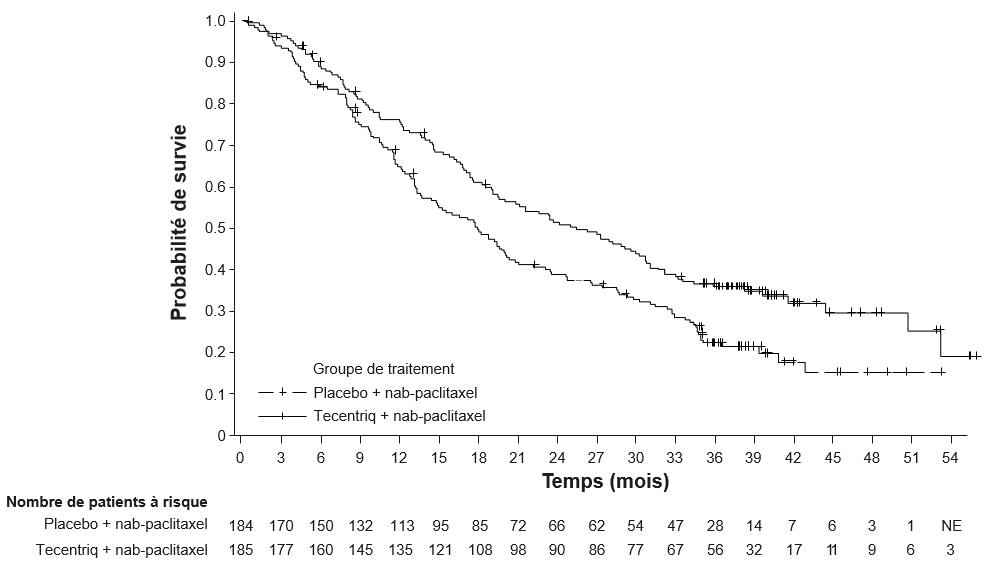 Probabilité de survie
1.0
0.9
0.8
0.7
0.6
0.5
0.4
0.3
0.2
0.1
0
Groupe de traitement
Placebo + nab-paclitaxel
Tecentriq + nab-paclitaxel
0 3 6 9 12 15 18 21 24 27 30 33 36 39 42 45 48 51 54
Temps (mois)
Nombre de patients à risque
Placebo + nab-paclitaxel 184 170 150 132 113 95 85 72 66 62 54 47 28 14 7 6 3 1 NE
Tecentriq + nab-paclitaxel 185 177 160 145 135 121 108 98 90 86 77 67 56 32 17 11 9 6 3